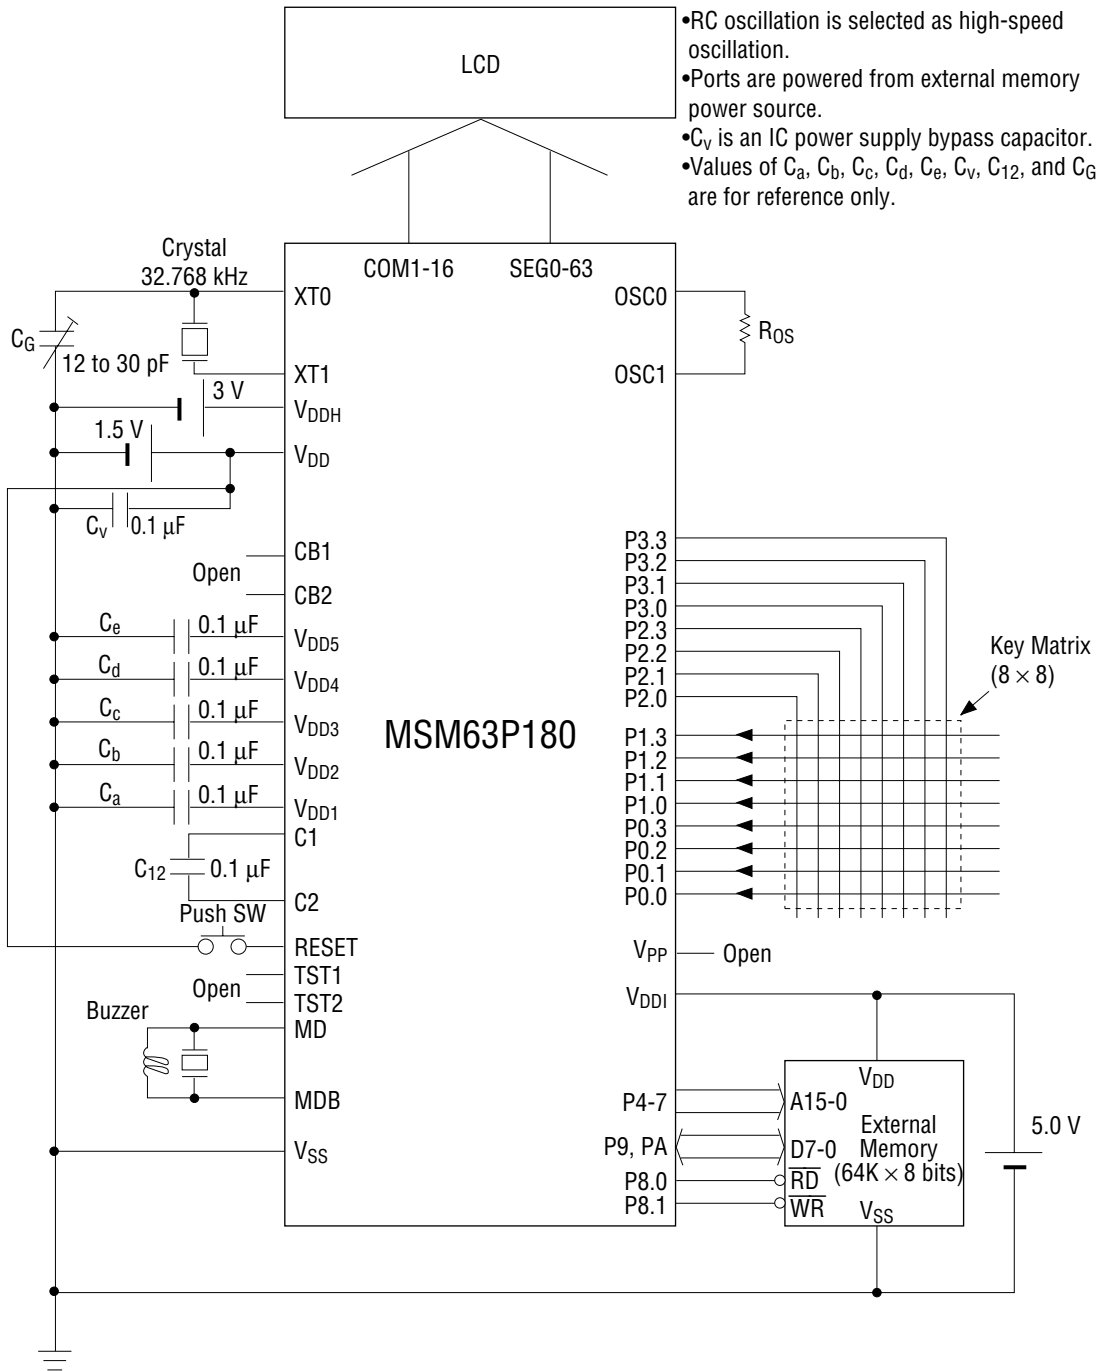 LCD
•RC oscillation is selected as high-speed
oscillation.
•Ports are powered from external memory
power source.
•Cv is an IC power supply bypass capacitor.
•Values of Ca, Cb, Cc, Cd, Ce, Cv, C12, and CG
are for reference only.
Crystal
32.768 kHz
COM1-16
SEG0-63
XT0
OSC0
CG
12 to 30 pF
ROS
XT1
OSC1
3 V
VDDH
1.5 V
VDD
Cv
0.1 μF
CB1
Open
CB2
Ce
0.1 μF
VDD5
Cd
0.1 μF
VDD4
Cc
0.1 μF
VDD3
Cb
0.1 μF
VDD2
Ca
0.1 μF
VDD1
C1
C12
0.1 μF
C2
Push SW
RESET
TST1
Open
TST2
Buzzer
MD
MDB
VSS
MSM63P180
P3.3
P3.2
P3.1
P3.0
P2.3
P2.2
P2.1
P2.0
Key Matrix
(8 × 8)
P1.3
P1.2
P1.1
P1.0
P0.3
P0.2
P0.1
P0.0
VPP
Open
VDDI
P4-7
P9, PA
P8.0
P8.1
VDD
A15-0
External
Memory
(64K × 8 bits)
D7-0
RD
WR
VSS
5.0 V